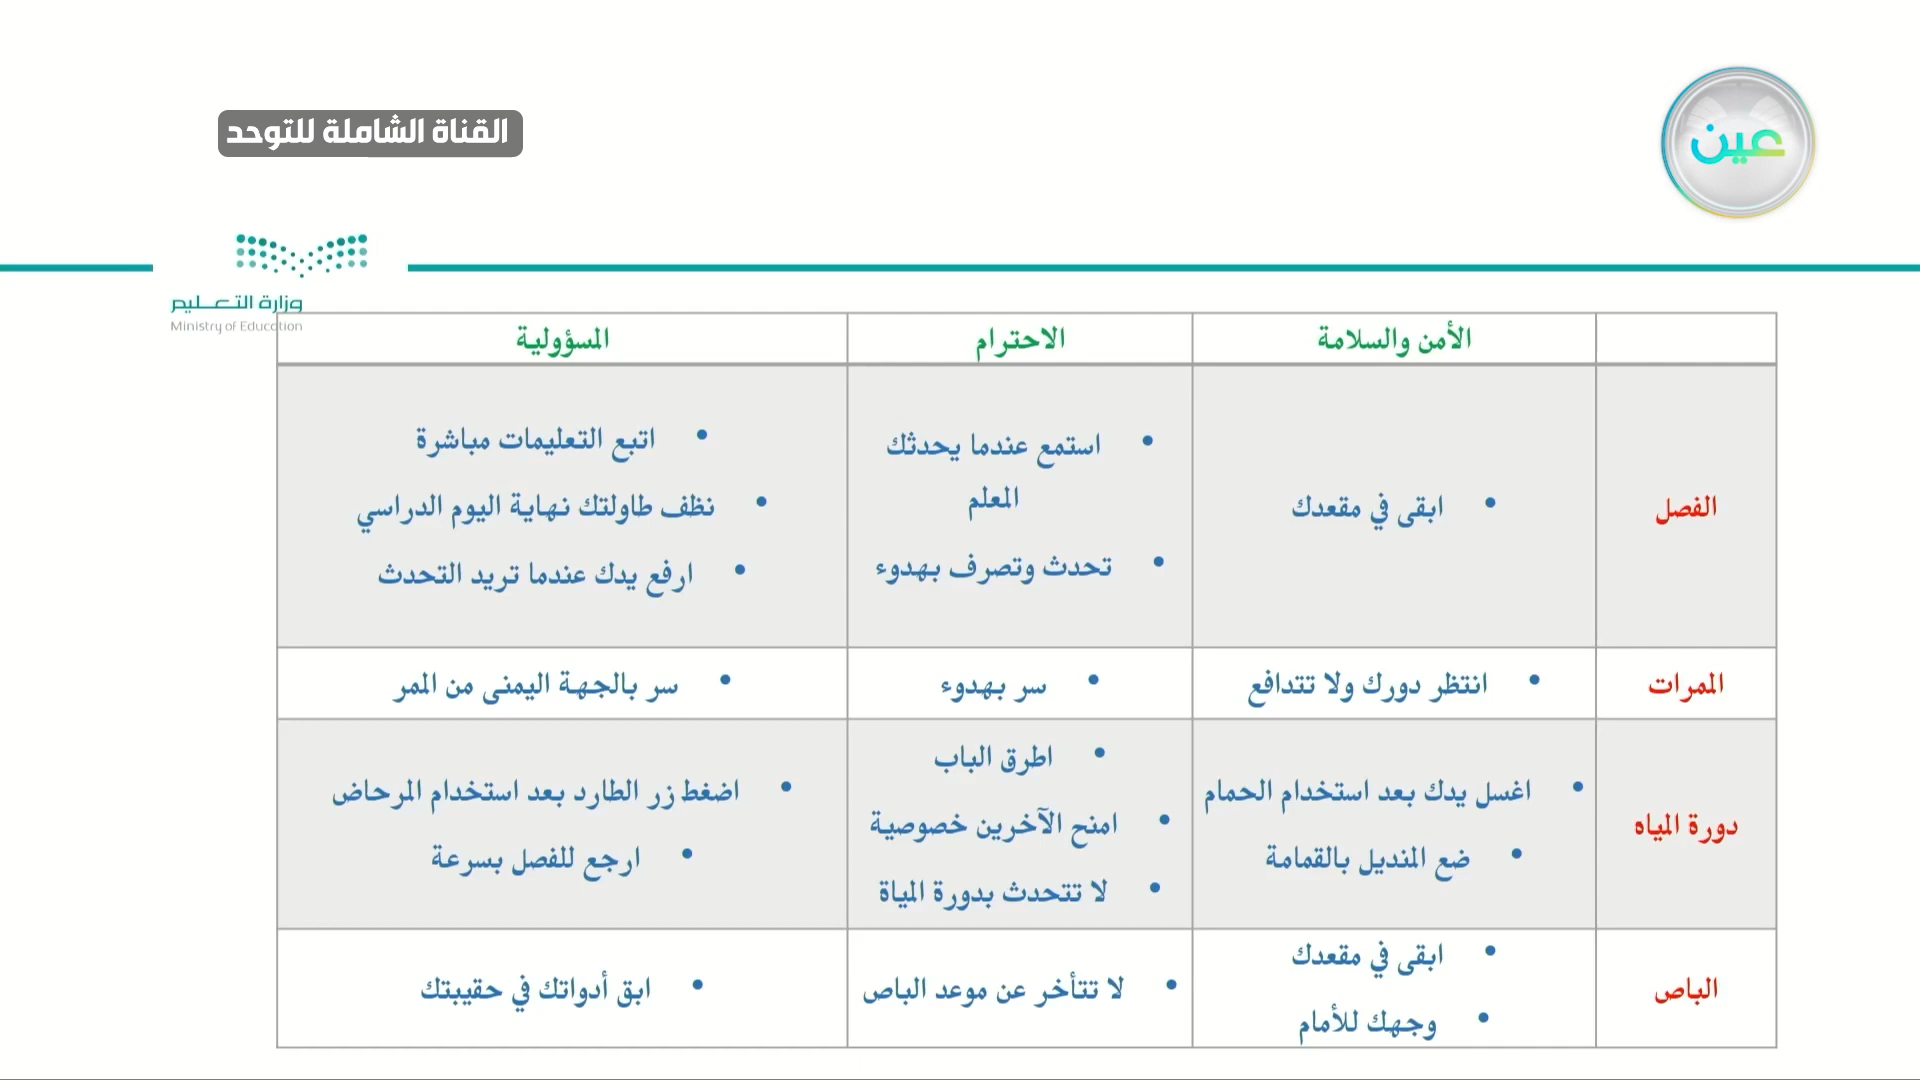 القناة الشاملة للتوحد
عين
وزارة التعليم
Ministry of Education
الأمن والسلامة
الاحترام
المسؤولية
الفصل
• ابقى في مقعدك
• استمع عندما يحدثك
المعلم
• تحدث وتصرف بهدوء
• اتبع التعليمات مباشرة
• نظف طاولتك نهاية اليوم الدراسي
• ارفع يدك عندما تريد التحدث
الممرات
• انتظر دورك ولا تتدافع
• سر بهدوء
• سر بالجهة اليمنى من الممر
دورة المياه
• اغسل يدك بعد استخدام الحمام
• ضع المنديل بالقمامة
• اطرق الباب
• امنح الآخرين خصوصية
• لا تتحدث بدورة المياة
• اضغط زر الطارد بعد استخدام المرحاض
• ارجع للفصل بسرعة
الباص
• ابقى في مقعدك
• وجهك للأمام
• لا تتأخر عن موعد الباص
• ابق أدواتك في حقيبتك